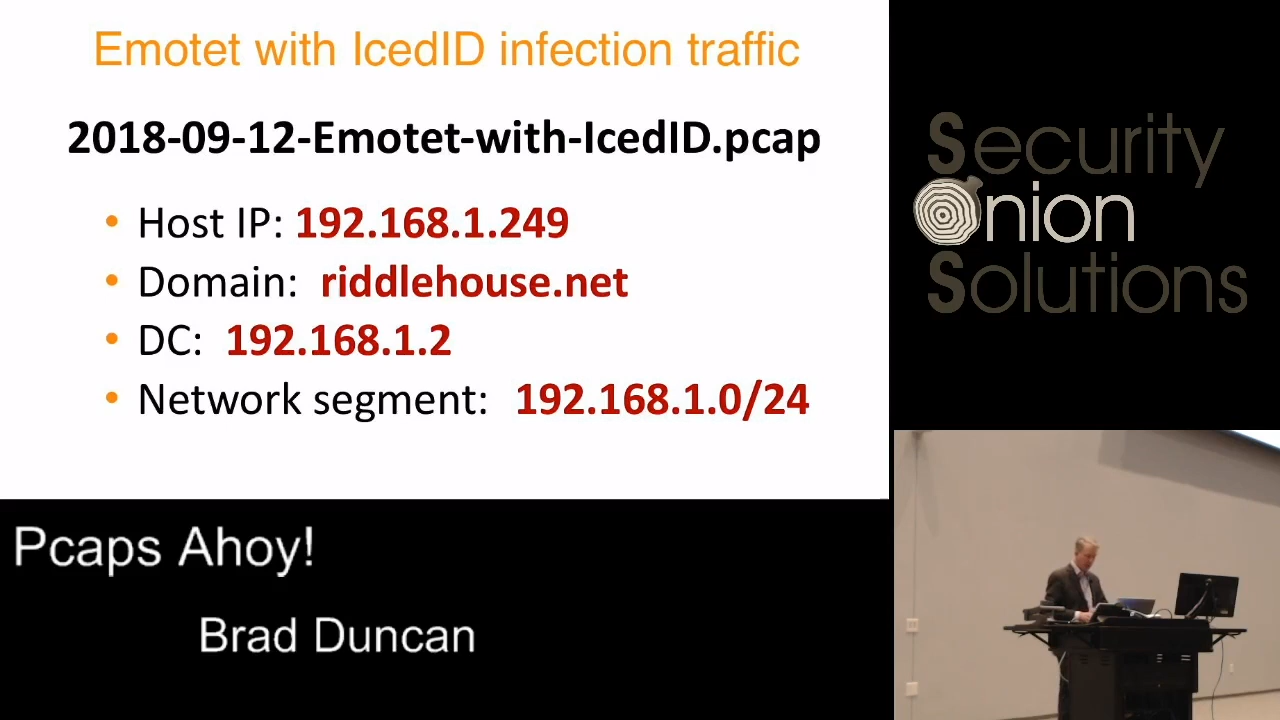 Emotet with IcedID infection traffic
2018-09-12-Emotet-with-IcedID.pcap
• Host IP: 192.168.1.249
• Domain: riddlehouse.net
• DC: 192.168.1.2
• Network segment: 192.168.1.0/24
Security
Onion
Solutions
Pcaps Ahoy!
Brad Duncan